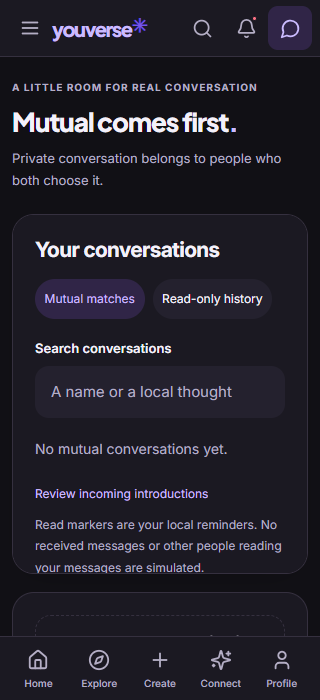 youverse
A LITTLE ROOM FOR REAL CONVERSATION
Mutual comes first.
Private conversation belongs to people who
both choose it.
Your conversations
Mutual matches
Read-only history
Search conversations
A name or a local thought
No mutual conversations yet.
Review incoming introductions
Read markers are your local reminders. No
received messages or other people reading
your messages are simulated.
Home
Explore
Create
Connect
Profile